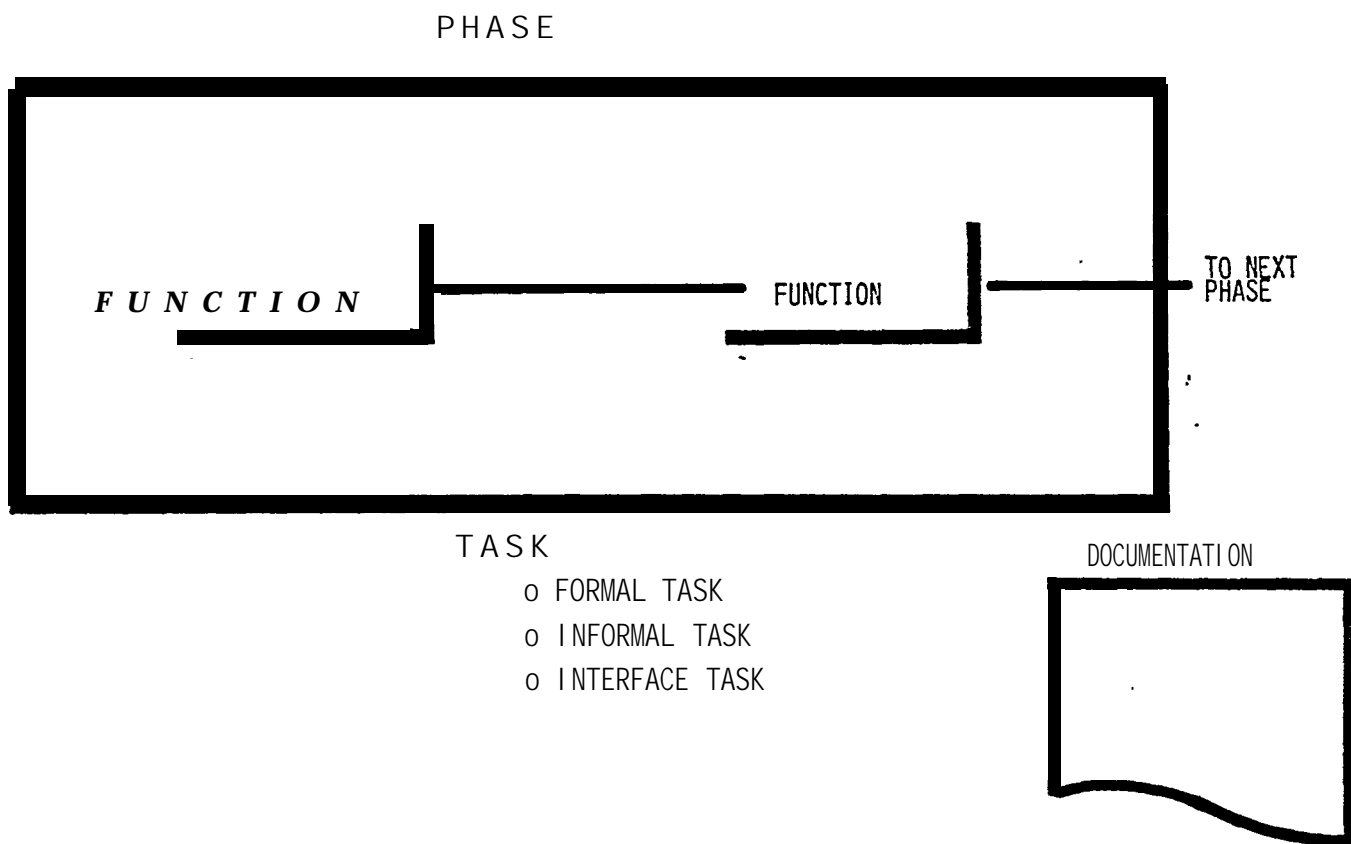 PHASE
FUNCTION
FUNCTION
TO NEXT
PHASE
TASK
o FORMAL TASK
o INFORMAL TASK
o INTERFACE TASK
DOCUMENTATION